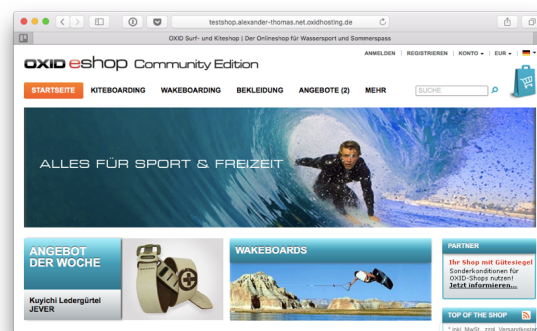 testshop.alexander-thomas.net.oxidhosting.de
OXID Surf- und Kiteshop | Der Onlineshop für Wassersport und Sommerspass
ANMELDEN | REGISTRIEREN | KONTO | EUR
OXID eshop Community Edition
STARTSEITE KITEBOARDING WAKEBOARDING BEKLEIDUNG ANGEBOTE (2) MEHR SUCHE
ALLES FÜR SPORT & FREIZEIT
ANGEBOT
DER WOCHE
Kuyichi Ledergürtel
JEVER
WAKEBOARDS
PARTNER
Ihr Shop mit Gütesiegel
Sonderkonditionen für
OXID-Shops nutzen!
Jetzt informieren...
TOP OF THE SHOP
* inkl. MwSt., zzgl. Versandkosten